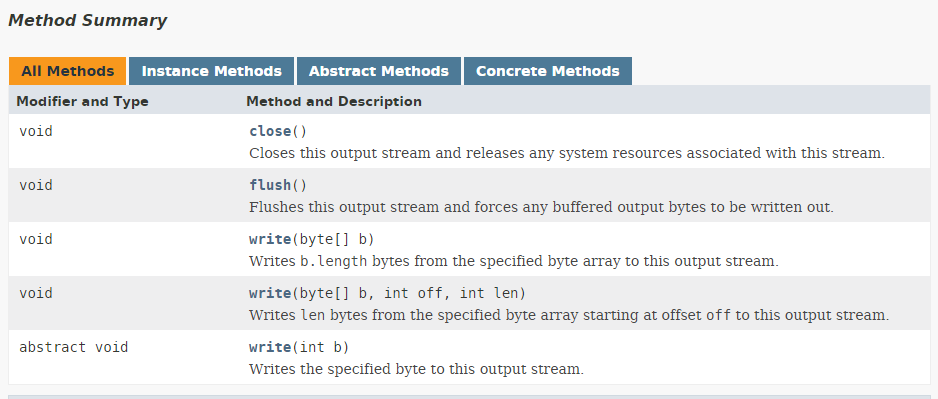 Method Summary
All Methods Instance Methods Abstract Methods Concrete Methods
Modifier and Type Method and Description
void close()
Closes this output stream and releases any system resources associated with this stream.
void flush()
Flushes this output stream and forces any buffered output bytes to be written out.
void write(byte[] b)
Writes b.length bytes from the specified byte array to this output stream.
void write(byte[] b, int off, int len)
Writes len bytes from the specified byte array starting at offset off to this output stream.
abstract void write(int b)
Writes the specified byte to this output stream.